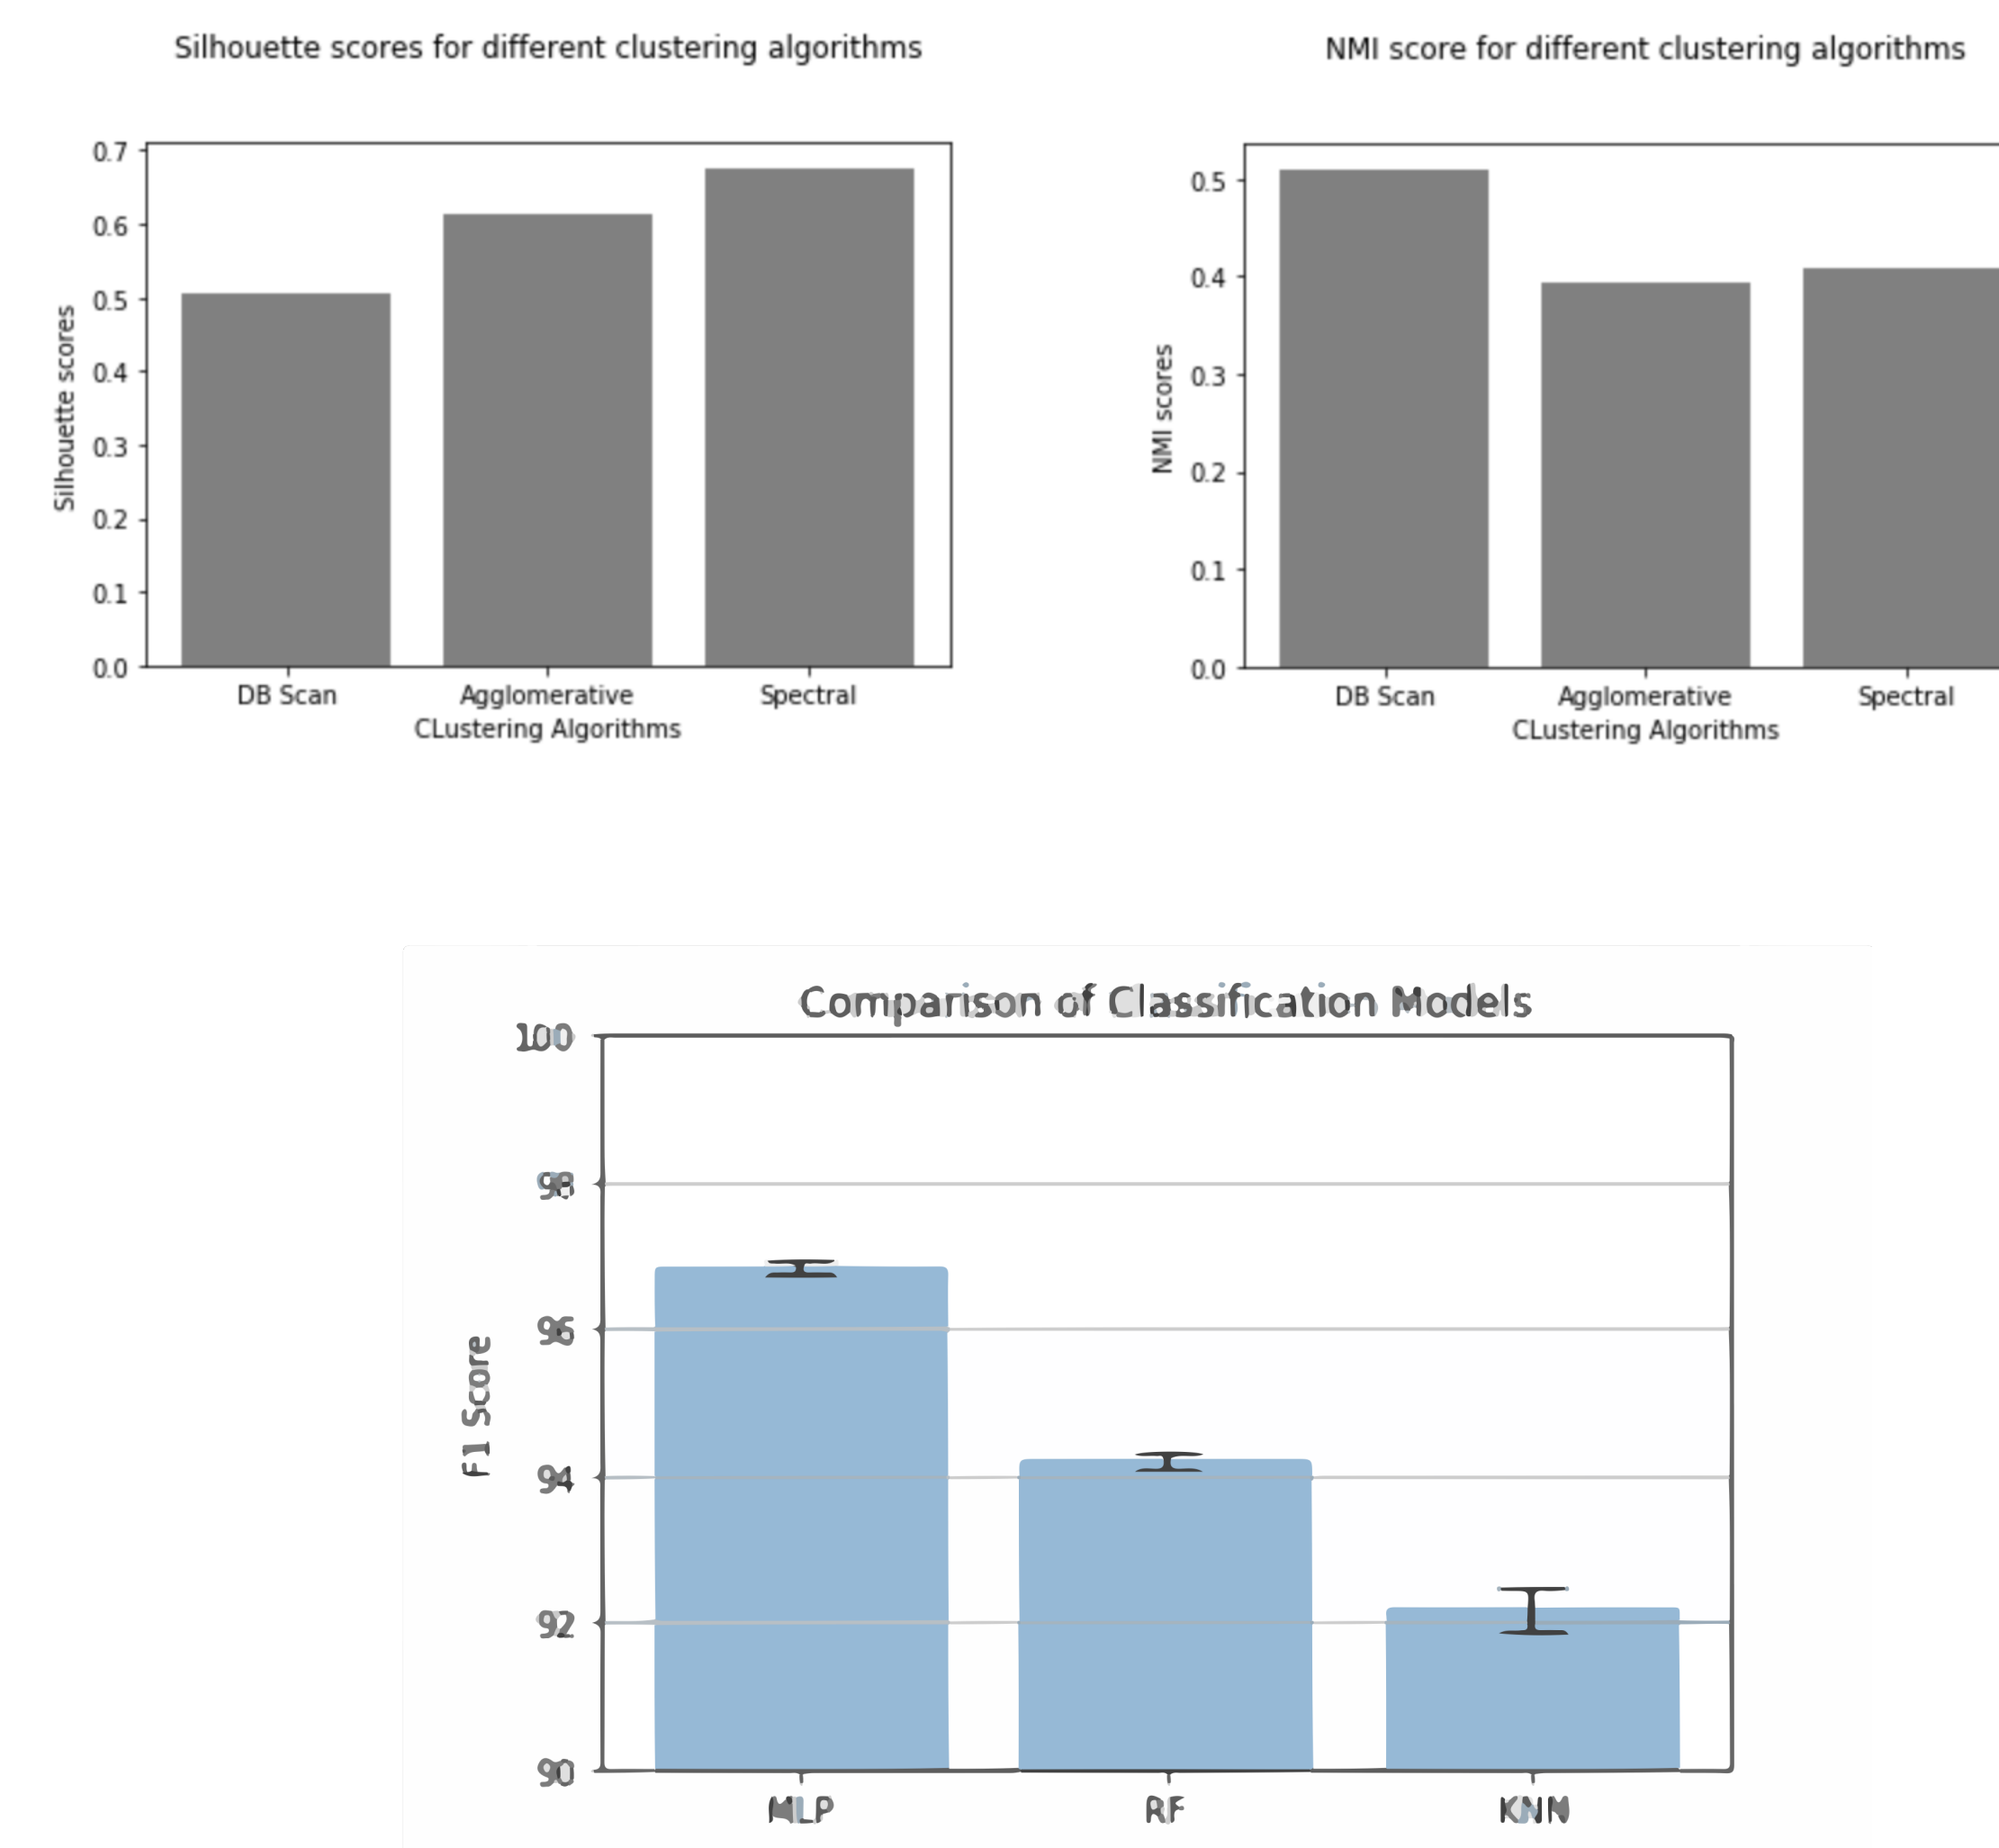 Silhouette scores for different clustering algorithms
0.7
0.6
0.5
0.4
0.3
0.2
0.1
0.0
Silhouette scores
DB Scan Agglomerative Spectral
CLustering Algorithms
NMI score for different clustering algorithms
0.5
0.4
0.3
0.2
0.1
0.0
NMI scores
DB Scan Agglomerative Spectral
CLustering Algorithms
Comparison of Classification Models
100
98
96
94
92
90
F1 Score
MLP RF KNN